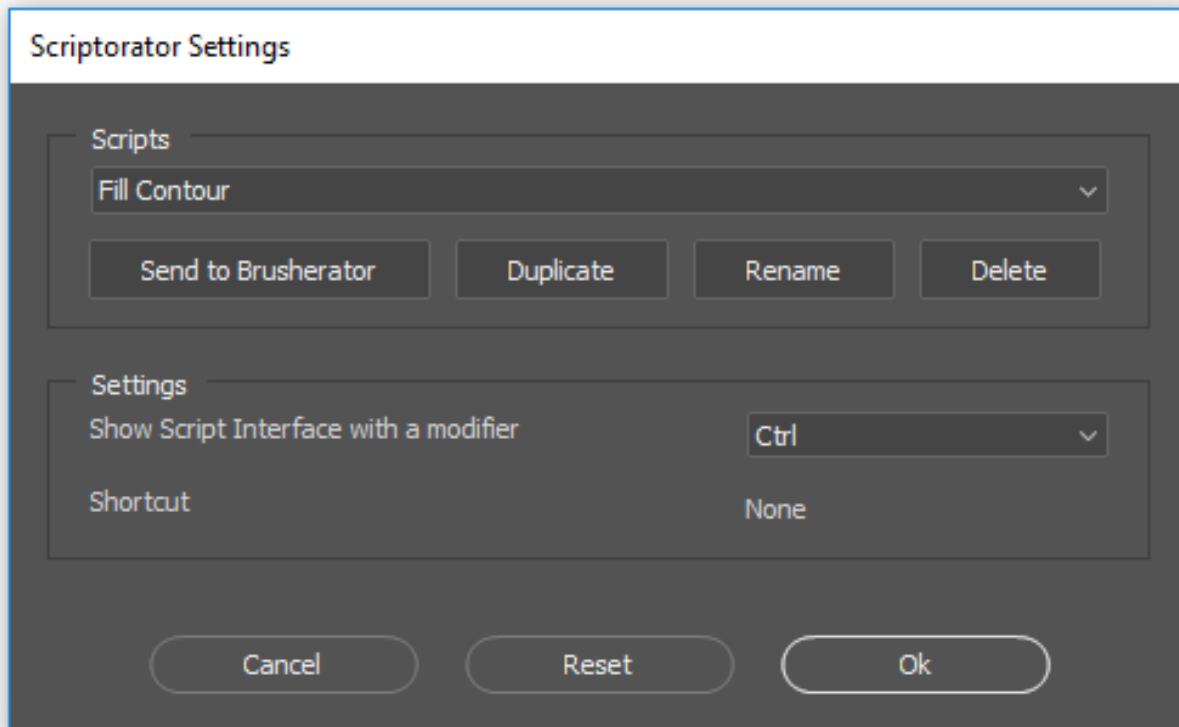 Scriptorator Settings
Scripts
Fill Contour
Send to Brusherator Duplicate Rename Delete
Settings
Show Script Interface with a modifier Ctrl
Shortcut None
Cancel Reset Ok